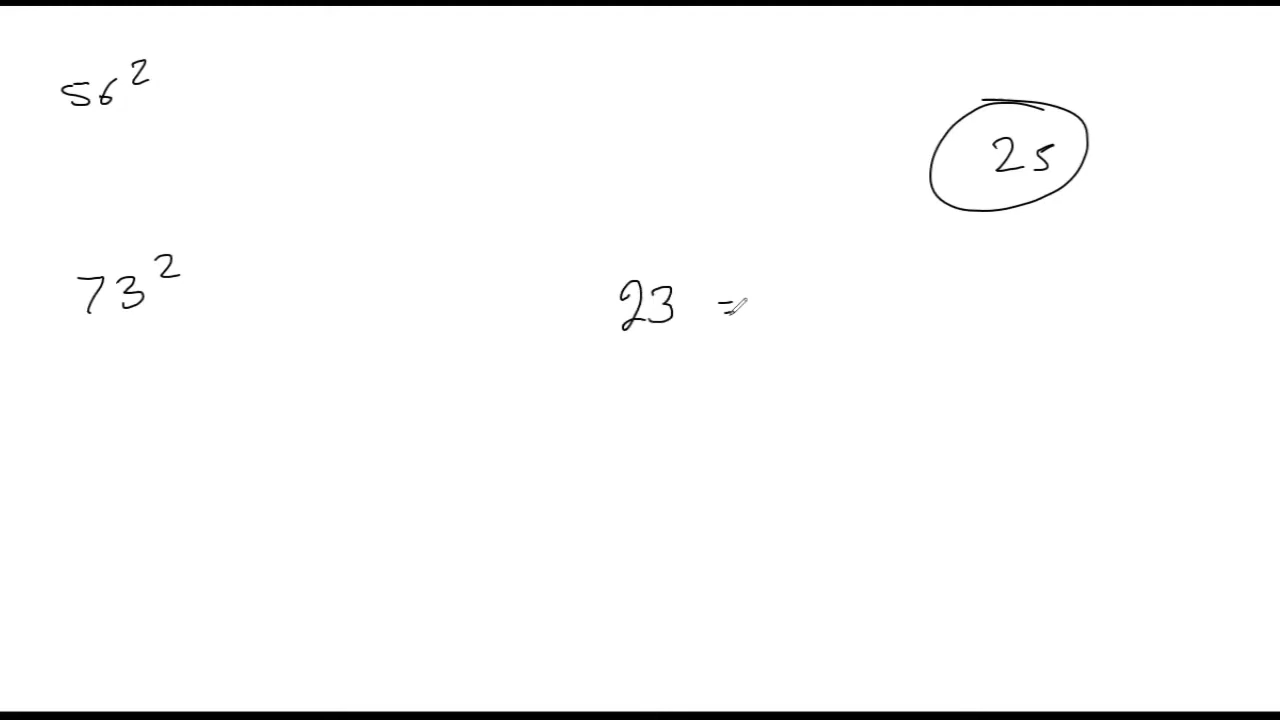 56²
25
73²
23 =